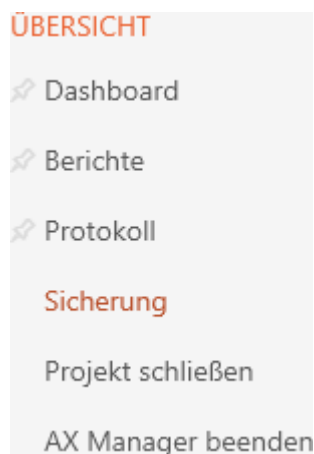 ÜBERSICHT
Dashboard
Berichte
Protokoll
Sicherung
Projekt schließen
AX Manager beenden